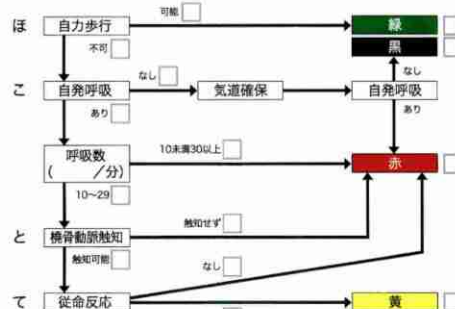 ほ 自力歩行 可能 緑
不可 黒
なし
こ 自発呼吸 なし 気道確保 自発呼吸
あり あり
呼吸数 10未満30以上 赤
( /分)
10〜29
と 橈骨動脈触知 触知せず
触知可能 なし
て 従命反応 黄